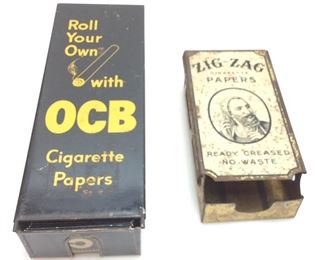 Roll
Your
Own
with
OCB
Cigarette
Papers
ZIG-ZAG
CIGARETTE
PAPERS
READY CREASED
NO WASTE